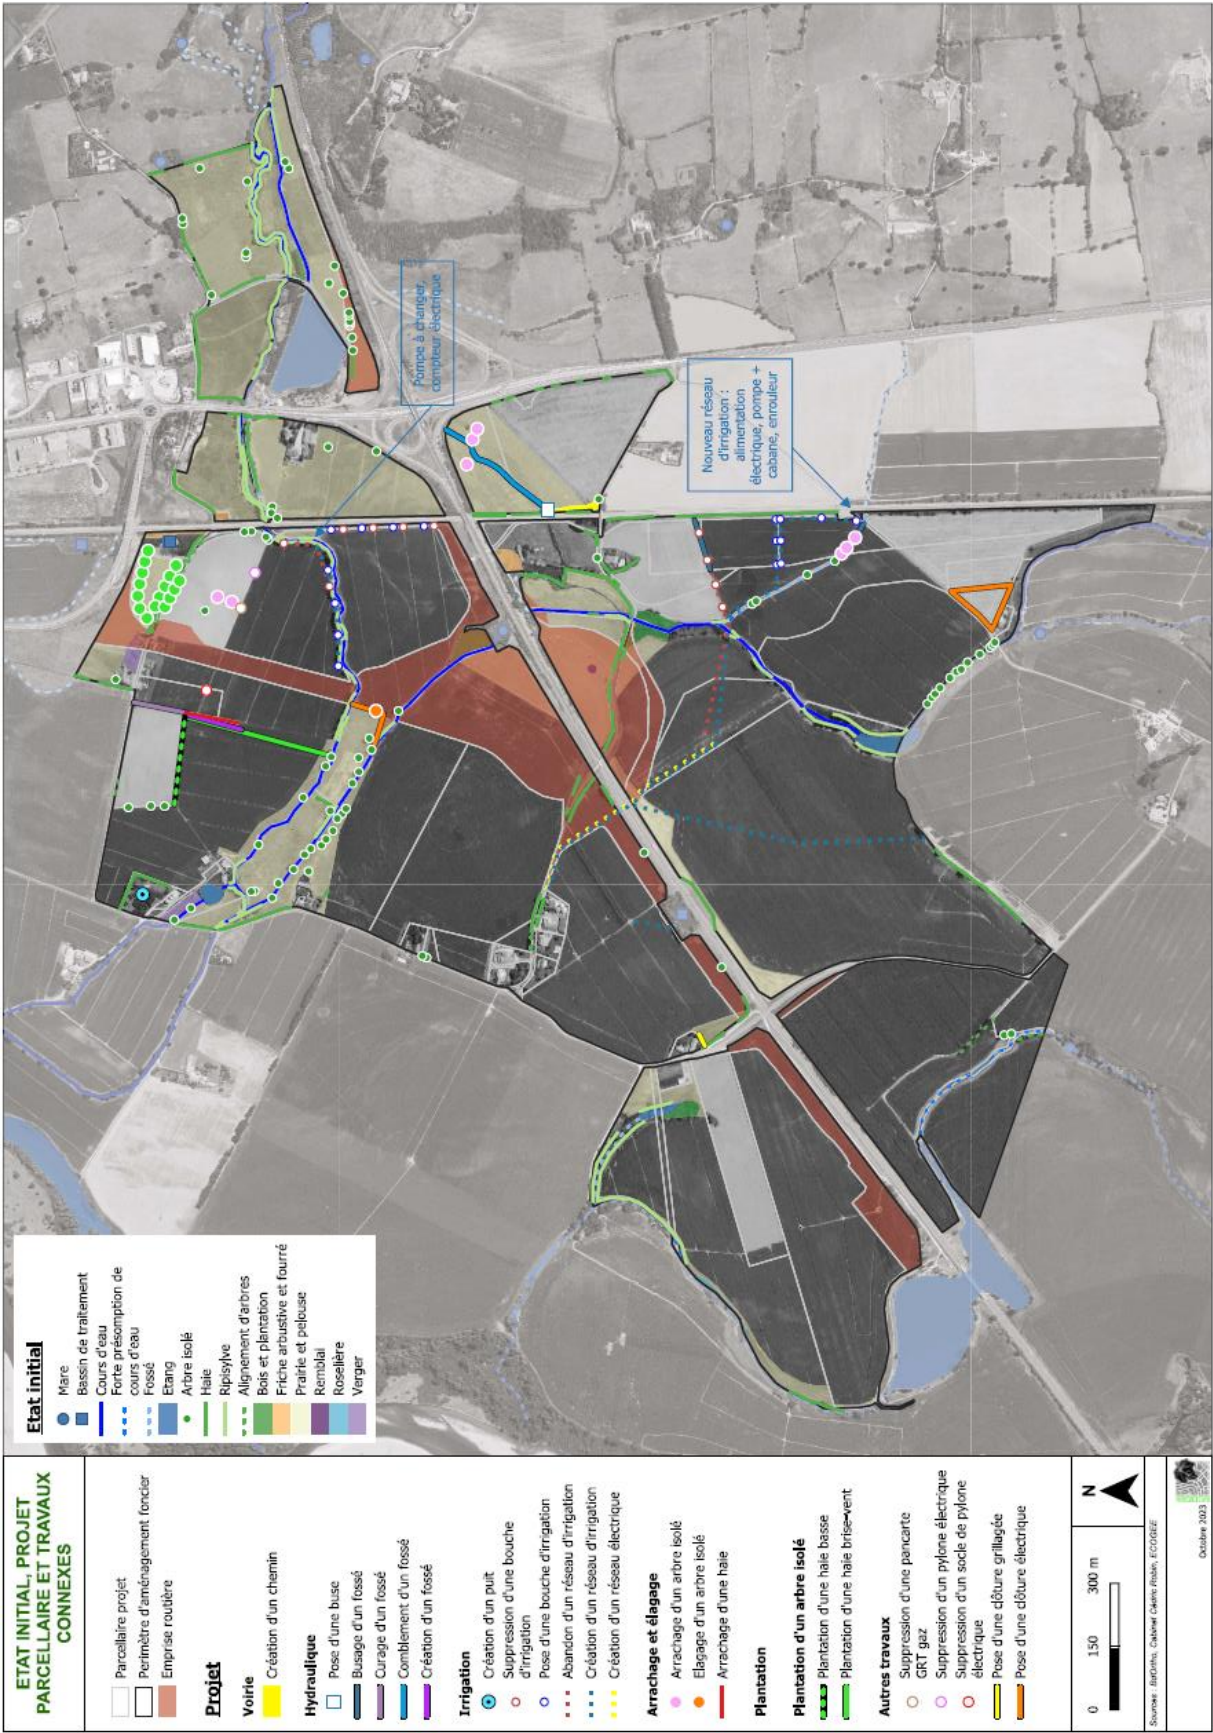 ETAT INITIAL, PROJET
PARCELLAIRE ET TRAVAUX
CONNEXES
Parcellaire projet
Périmètre d'aménagement foncier
Emprise routière
Projet
Voirie
Création d'un chemin
Hydraulique
Pose d'une buse
Busage d'un fossé
Curage d'un fossé
Comblement d'un fossé
Création d'un fossé
Irrigation
Création d'un puit
Suppression d'une bouche
d'irrigation
Pose d'une bouche d'irrigation
Abandon d'un réseau d'irrigation
Création d'un réseau d'irrigation
Création d'un réseau électrique
Arrachage et élagage
Arrachage d'un arbre isolé
Elagage d'un arbre isolé
Arrachage d'une haie
Plantation
Plantation d'un arbre isolé
Plantation d'une haie basse
Plantation d'une haie brise-vent
Autres travaux
Suppression d'une pancarte
GRT gaz
Suppression d'un pylone électrique
Suppression d'un socle de pylone
électrique
Pose d'une clôture grillagée
Pose d'une clôture électrique
N
0 150 300 m
Sources : BdOrtho, Cabinet Cédric Robin, ECOGEE
Octobre 2023
Etat initial
Mare
Bassin de traitement
Cours d'eau
Forte présomption de
cours d'eau
Fossé
Etang
Arbre isolé
Haie
Ripisylve
Alignement d'arbres
Bois et plantation
Friche arbustive et fourré
Prairie et pelouse
Remblai
Roselière
Verger
Pompe à changer,
compteur électrique
Nouveau réseau
d'irrigation :
alimentation
électrique, pompe +
cabane, enrouleur